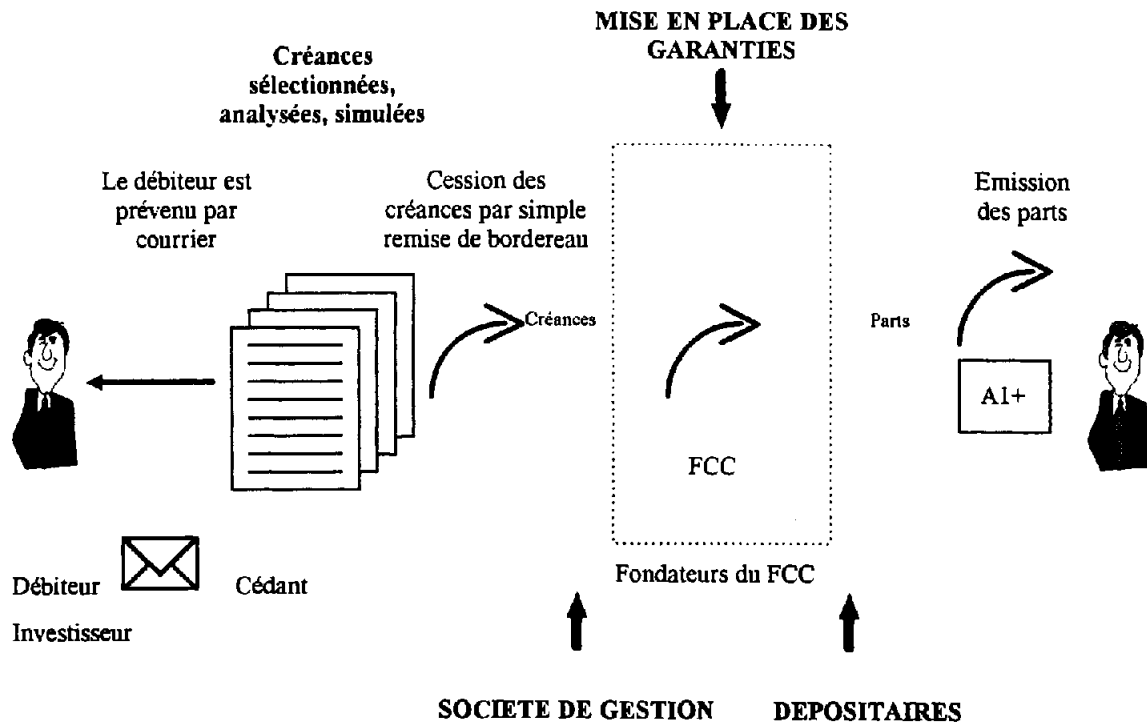 MISE EN PLACE DES
GARANTIES
Créances
sélectionnées,
analysées, simulées
Le débiteur est
prévenu par
courrier
Cession des
créances par simple
remise de bordereau
Emission
des parts
Créances
Parts
A1+
FCC
Fondateurs du FCC
Débiteur
Cédant
Investisseur
SOCIETE DE GESTION
DEPOSITAIRES